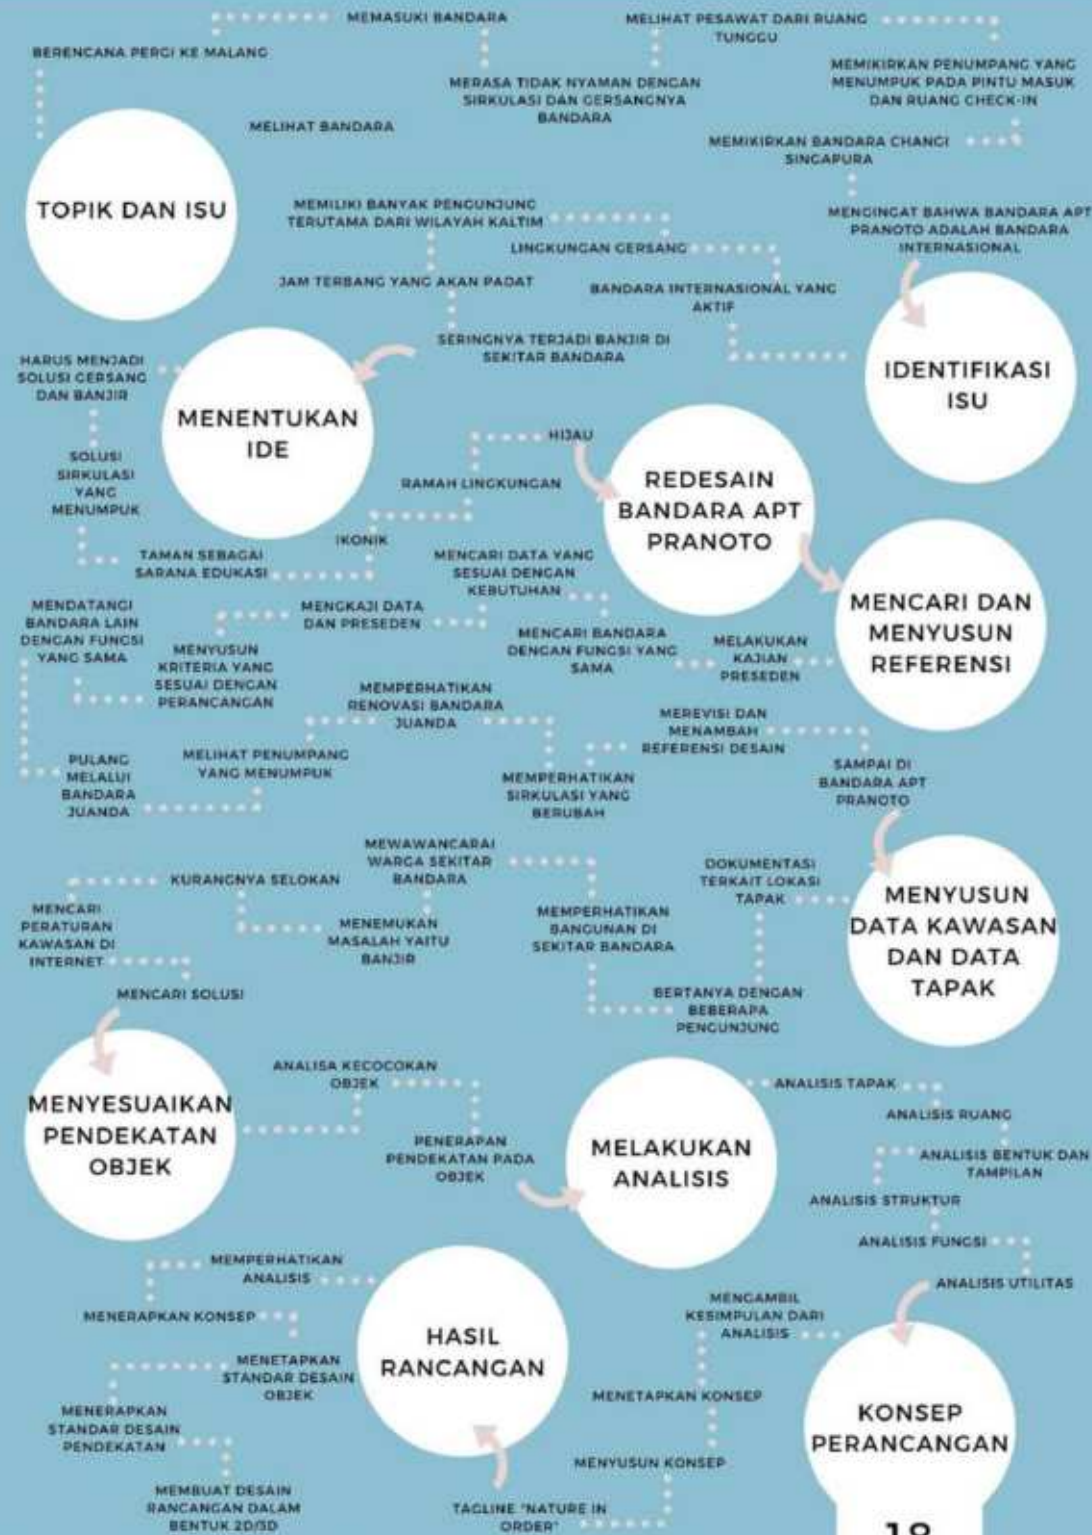 MEMASUKI BANDARA
MELIHAT PESAWAT DARI RUANG
TUNGGU
BERENCANA PERGI KE MALANG
MERASA TIDAK NYAMAN DENGAN
SIRKULASI DAN GERSANGNYA
BANDARA
MEMIKIRKAN PENUMPANG YANG
MENUMPUK PADA PINTU MASUK
DAN RUANG CHECK-IN
MELIHAT BANDARA
MEMIKIRKAN BANDARA CHANGI
SINGAPURA
TOPIK DAN ISU
MENGINGAT BAHWA BANDARA APT
PRANOTO ADALAH BANDARA
INTERNASIONAL
MEMILIKI BANYAK PENGUNJUNG
TERUTAMA DARI WILAYAH KALTIM
LINGKUNGAN GERSANG
JAM TERBANG YANG AKAN PADAT
BANDARA INTERNASIONAL YANG
AKTIF
SERINGNYA TERJADI BANJIR DI
SEKITAR BANDARA
IDENTIFIKASI
ISU
HARUS MENJADI
SOLUSI GERSANG
DAN BANJIR
MENENTUKAN
IDE
SOLUSI
SIRKULASI
YANG
MENUMPUK
HIJAU
RAMAH LINGKUNGAN
IKONIK
TAMAN SEBAGAI
SARANA EDUKASI
REDESAIN
BANDARA APT
PRANOTO
MENCARI DAN
MENYUSUN
REFERENSI
MELAKUKAN
KAJIAN
PRESEDEN
MENCARI BANDARA
DENGAN FUNGSI YANG
SAMA
MENCARI DATA YANG
SESUAI DENGAN
KEBUTUHAN
MENGKAJI DATA
DAN PRESEDEN
MENYUSUN
KRITERIA YANG
SESUAI DENGAN
PERANCANGAN
MENDATANGI
BANDARA LAIN
DENGAN FUNGSI
YANG SAMA
PULANG
MELALUI
BANDARA
JUANDA
MELIHAT PENUMPANG
YANG MENUMPUK
MEMPERHATIKAN
RENOVASI BANDARA
JUANDA
MEMPERHATIKAN
SIRKULASI YANG
BERUBAH
MEREVISI DAN
MENAMBAH
REFERENSI DESAIN
SAMPAI DI
BANDARA APT
PRANOTO
MENYUSUN
DATA KAWASAN
DAN DATA
TAPAK
DOKUMENTASI
TERKAIT LOKASI
TAPAK
BERTANYA DENGAN
BEBERAPA
PENGUNJUNG
MEMPERHATIKAN
BANGUNAN DI
SEKITAR BANDARA
MEWAWANCARAI
WARGA SEKITAR
BANDARA
MENEMUKAN
MASALAH YAITU
BANJIR
KURANGNYA SELOKAN
MENCARI
PERATURAN
KAWASAN DI
INTERNET
MENCARI SOLUSI
MENYESUAIKAN
PENDEKATAN
OBJEK
ANALISA KECOCOKAN
OBJEK
PENERAPAN
PENDEKATAN PADA
OBJEK
MELAKUKAN
ANALISIS
ANALISIS TAPAK
ANALISIS RUANG
ANALISIS BENTUK DAN
TAMPILAN
ANALISIS STRUKTUR
ANALISIS FUNGSI
ANALISIS UTILITAS
KONSEP
PERANCANGAN
MENGAMBIL
KESIMPULAN DARI
ANALISIS
MENETAPKAN KONSEP
MENYUSUN KONSEP
TAGLINE "NATURE IN
ORDER"
HASIL
RANCANGAN
MEMPERHATIKAN
ANALISIS
MENERAPKAN KONSEP
MENETAPKAN
STANDAR DESAIN
OBJEK
MENERAPKAN
STANDAR DESAIN
PENDEKATAN
MEMBUAT DESAIN
RANCANGAN DALAM
BENTUK 2D/3D
18